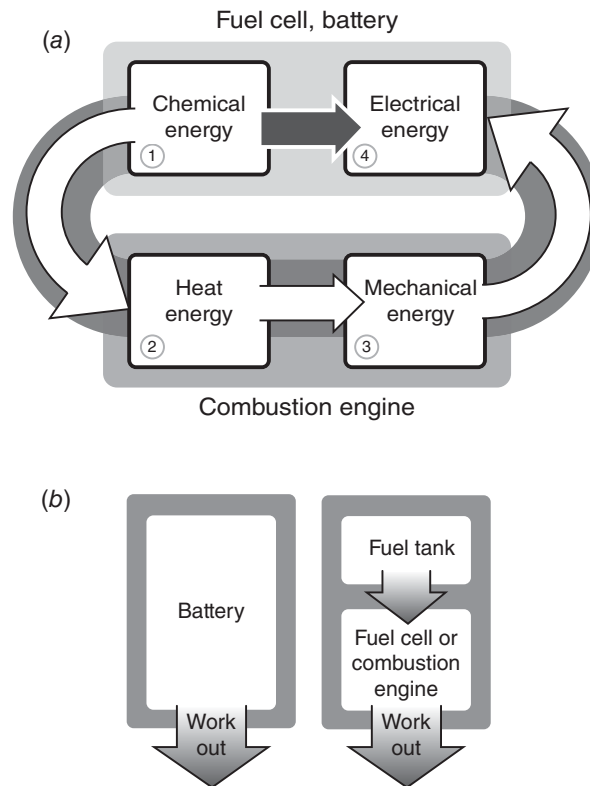 Fuel cell, battery
(a)
Chemical
energy
1
Electrical
energy
4
Heat
energy
2
Mechanical
energy
3
Combustion engine
(b)
Battery
Work
out
Fuel tank
Fuel cell or
combustion
engine
Work
out